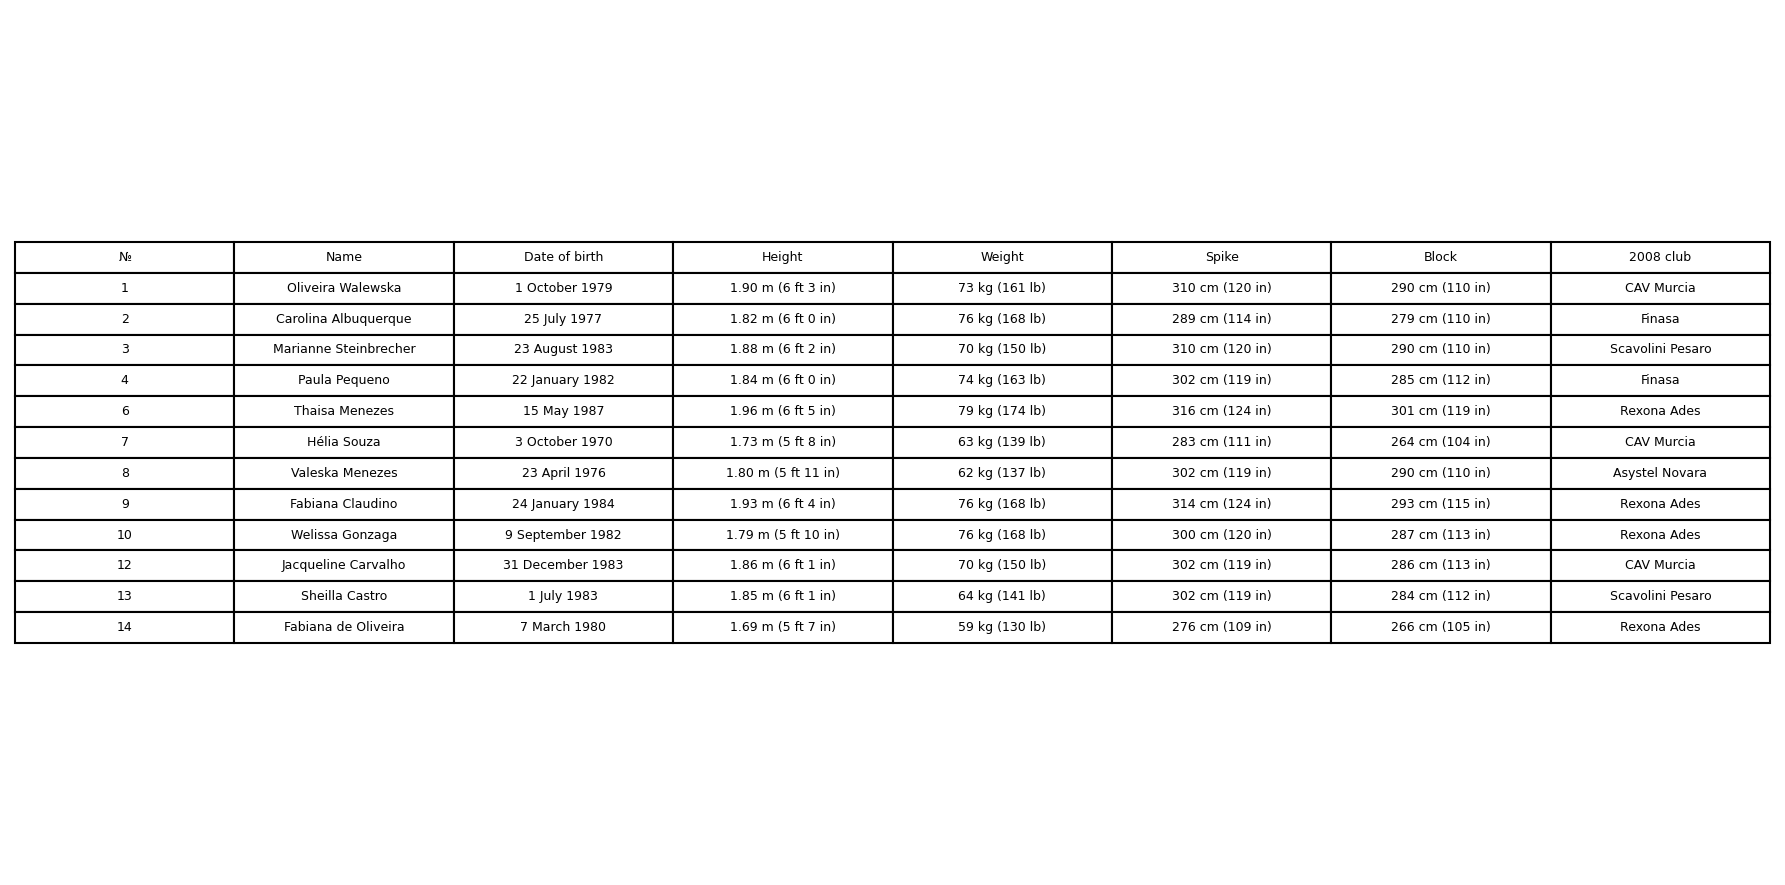 № Name Date of birth Height Weight Spike Block 2008 club
1 Oliveira Walewska 1 October 1979 1.90 m (6 ft 3 in) 73 kg (161 lb) 310 cm (120 in) 290 cm (110 in) CAV Murcia
2 Carolina Albuquerque 25 July 1977 1.82 m (6 ft 0 in) 76 kg (168 lb) 289 cm (114 in) 279 cm (110 in) Finasa
3 Marianne Steinbrecher 23 August 1983 1.88 m (6 ft 2 in) 70 kg (150 lb) 310 cm (120 in) 290 cm (110 in) Scavolini Pesaro
4 Paula Pequeno 22 January 1982 1.84 m (6 ft 0 in) 74 kg (163 lb) 302 cm (119 in) 285 cm (112 in) Finasa
6 Thaisa Menezes 15 May 1987 1.96 m (6 ft 5 in) 79 kg (174 lb) 316 cm (124 in) 301 cm (119 in) Rexona Ades
7 Hélia Souza 3 October 1970 1.73 m (5 ft 8 in) 63 kg (139 lb) 283 cm (111 in) 264 cm (104 in) CAV Murcia
8 Valeska Menezes 23 April 1976 1.80 m (5 ft 11 in) 62 kg (137 lb) 302 cm (119 in) 290 cm (110 in) Asystel Novara
9 Fabiana Claudino 24 January 1984 1.93 m (6 ft 4 in) 76 kg (168 lb) 314 cm (124 in) 293 cm (115 in) Rexona Ades
10 Welissa Gonzaga 9 September 1982 1.79 m (5 ft 10 in) 76 kg (168 lb) 300 cm (120 in) 287 cm (113 in) Rexona Ades
12 Jacqueline Carvalho 31 December 1983 1.86 m (6 ft 1 in) 70 kg (150 lb) 302 cm (119 in) 286 cm (113 in) CAV Murcia
13 Sheilla Castro 1 July 1983 1.85 m (6 ft 1 in) 64 kg (141 lb) 302 cm (119 in) 284 cm (112 in) Scavolini Pesaro
14 Fabiana de Oliveira 7 March 1980 1.69 m (5 ft 7 in) 59 kg (130 lb) 276 cm (109 in) 266 cm (105 in) Rexona Ades